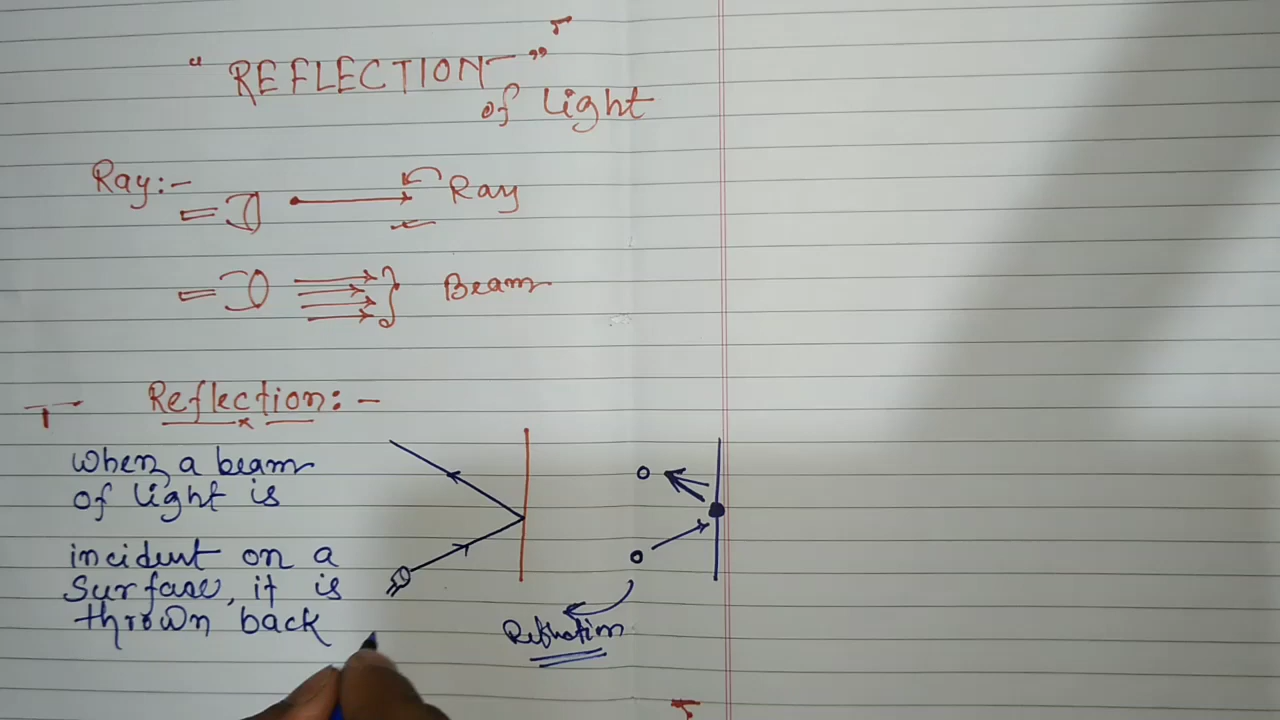 "REFLECTION"
of light
Ray:-
Ray
Beam
Reflection:-
When a beam
of light is
incident on a
Surface, it is
thrown back